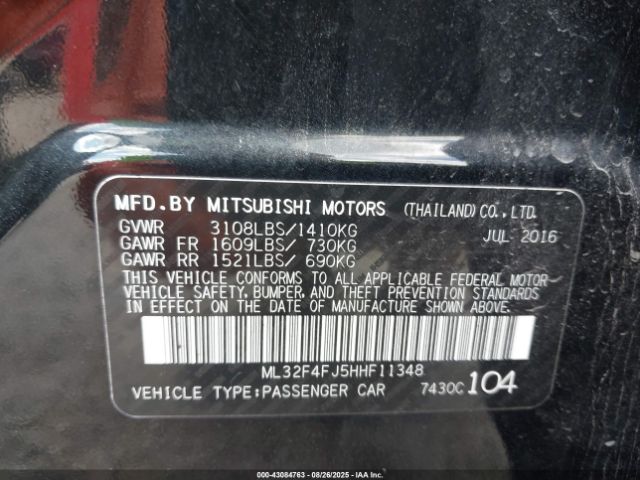 MFD.BY MITSUBISHI MOTORS (THAILAND)CO.,LTD.
GVWR 3108LBS/1410KG JUL 2016
GAWR FR 1609LBS/ 730KG
GAWR RR 1521LBS/ 690KG
THIS VEHICLE CONFORMS TO ALL APPLICABLE FEDERAL MOTOR
VEHICLE SAFETY, BUMPER, AND THEFT PREVENTION STANDARDS
IN EFFECT ON THE DATE OF MANUFACTURE SHOWN ABOVE.
ML32F4FJ5HHF11348
VEHICLE TYPE:PASSENGER CAR 7430C 104
000-43084763 - 08/26/2025 - IAAI Inc.